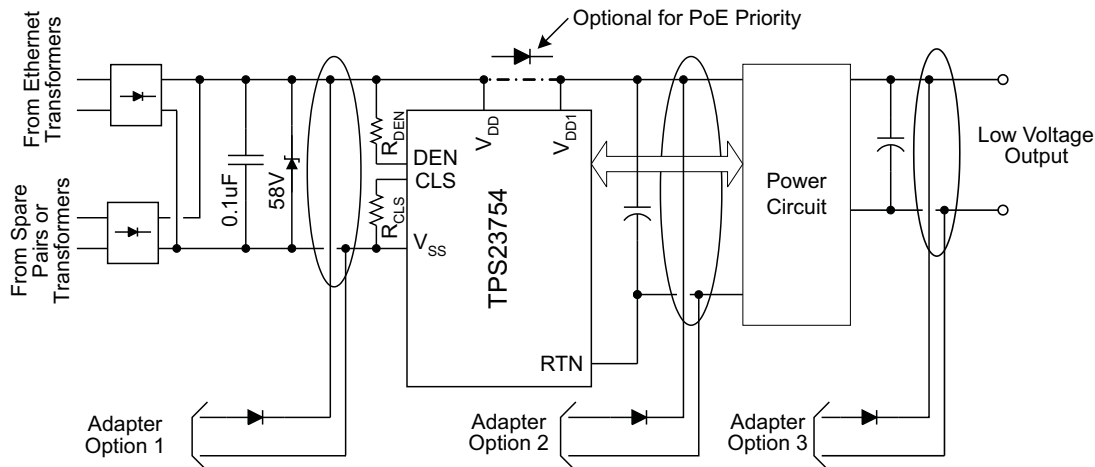 Optional for PoE Priority
From Ethernet
Transformers
From Spare
Pairs or
Transformers
0.1uF
58V
R_DEN
DEN
CLS
R_CLS
V_SS
V_DD
V_DD1
TPS23754
RTN
Power
Circuit
Low Voltage
Output
Adapter
Option 1
Adapter
Option 2
Adapter
Option 3